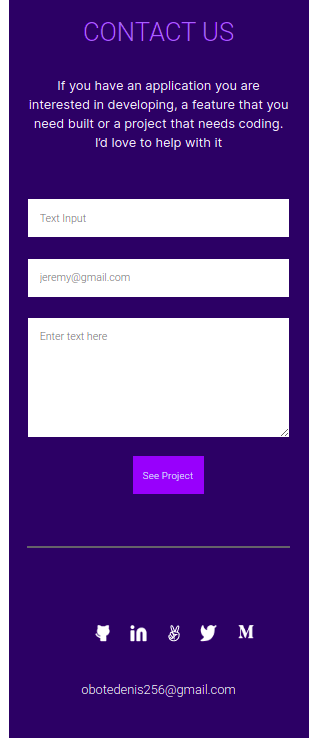 CONTACT US
If you have an application you are
interested in developing, a feature that you
need built or a project that needs coding.
I'd love to help with it
Text Input
jeremy@gmail.com
Enter text here
See Project
obotedenis256@gmail.com